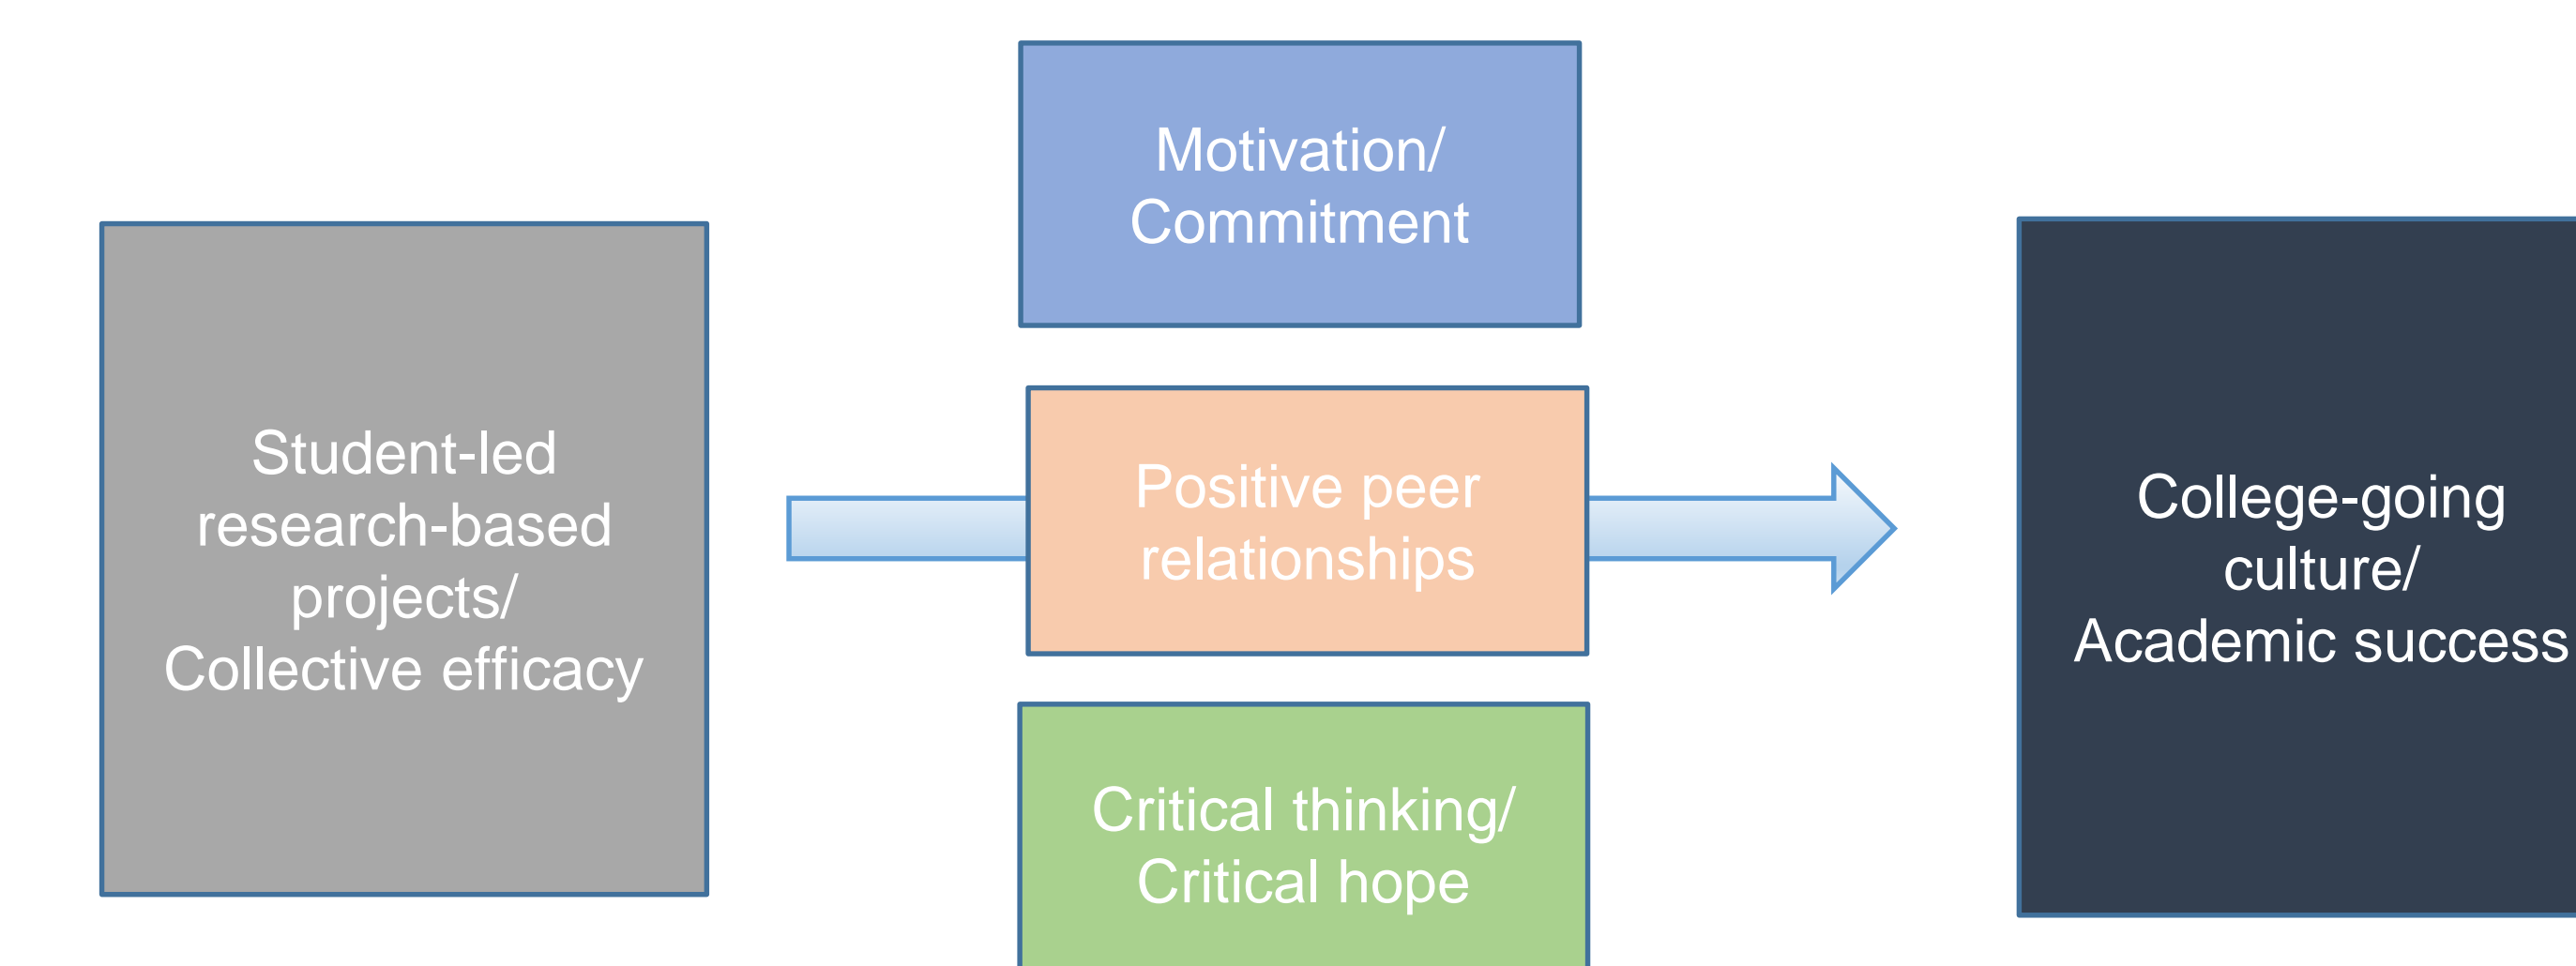 Student-led
research-based
projects/
Collective efficacy
Motivation/
Commitment
Positive peer
relationships
Critical thinking/
Critical hope
College-going
culture/
Academic success